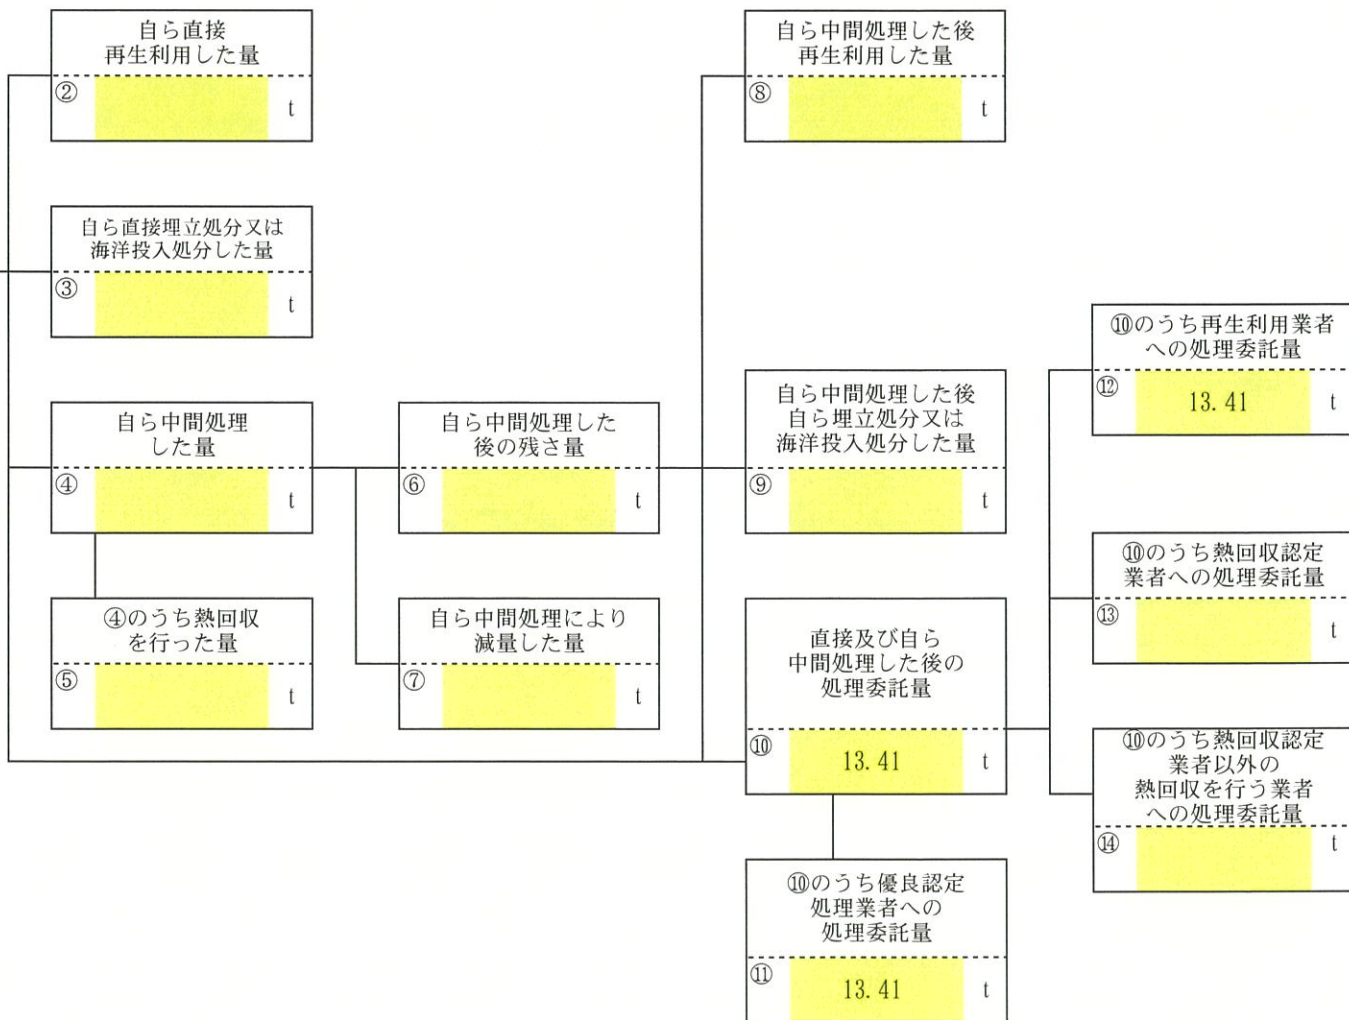 自ら直接
再生利用した量
② t
自ら直接埋立処分又は
海洋投入処分した量
③ t
自ら中間処理
した量
④ t
④のうち熱回収
を行った量
⑤ t
自ら中間処理した
後の残さ量
⑥ t
自ら中間処理により
減量した量
⑦ t
自ら中間処理した後
再生利用した量
⑧ t
自ら中間処理した後
自ら埋立処分又は
海洋投入処分した量
⑨ t
直接及び自ら
中間処理した後の
処理委託量
⑩ 13.41 t
⑩のうち優良認定
処理業者への
処理委託量
⑪ 13.41 t
⑩のうち再生利用業者
への処理委託量
⑫ 13.41 t
⑩のうち熱回収認定
業者への処理委託量
⑬ t
⑩のうち熱回収認定
業者以外の
熱回収を行う業者
への処理委託量
⑭ t